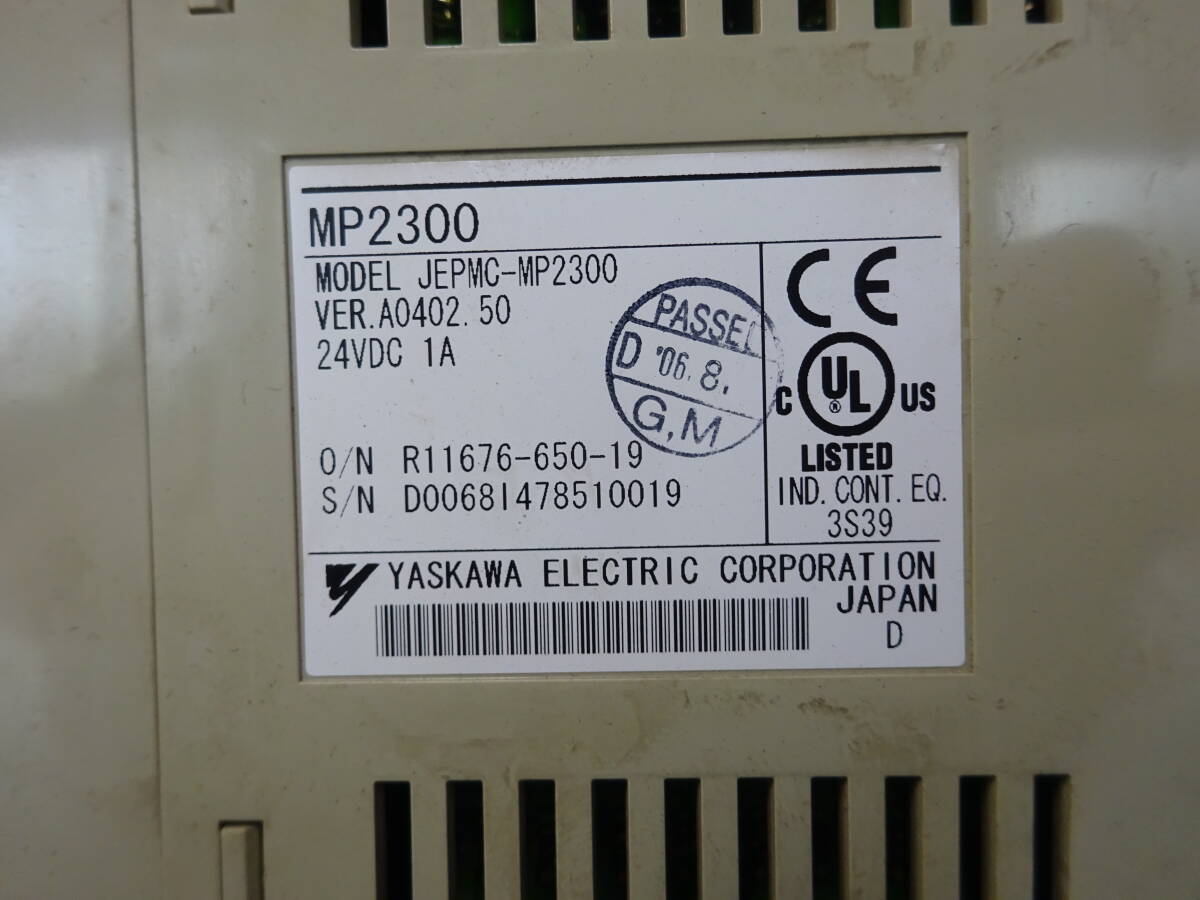 MP2300
MODEL JEPMC-MP2300
VER.A0402.50
24VDC 1A
PASSED
D '06.8.
G,M
O/N R11676-650-19
S/N D0068I478510019
CE
C UL® US
LISTED
IND. CONT. EQ.
3S39
YASKAWA ELECTRIC CORPORATION
JAPAN
D